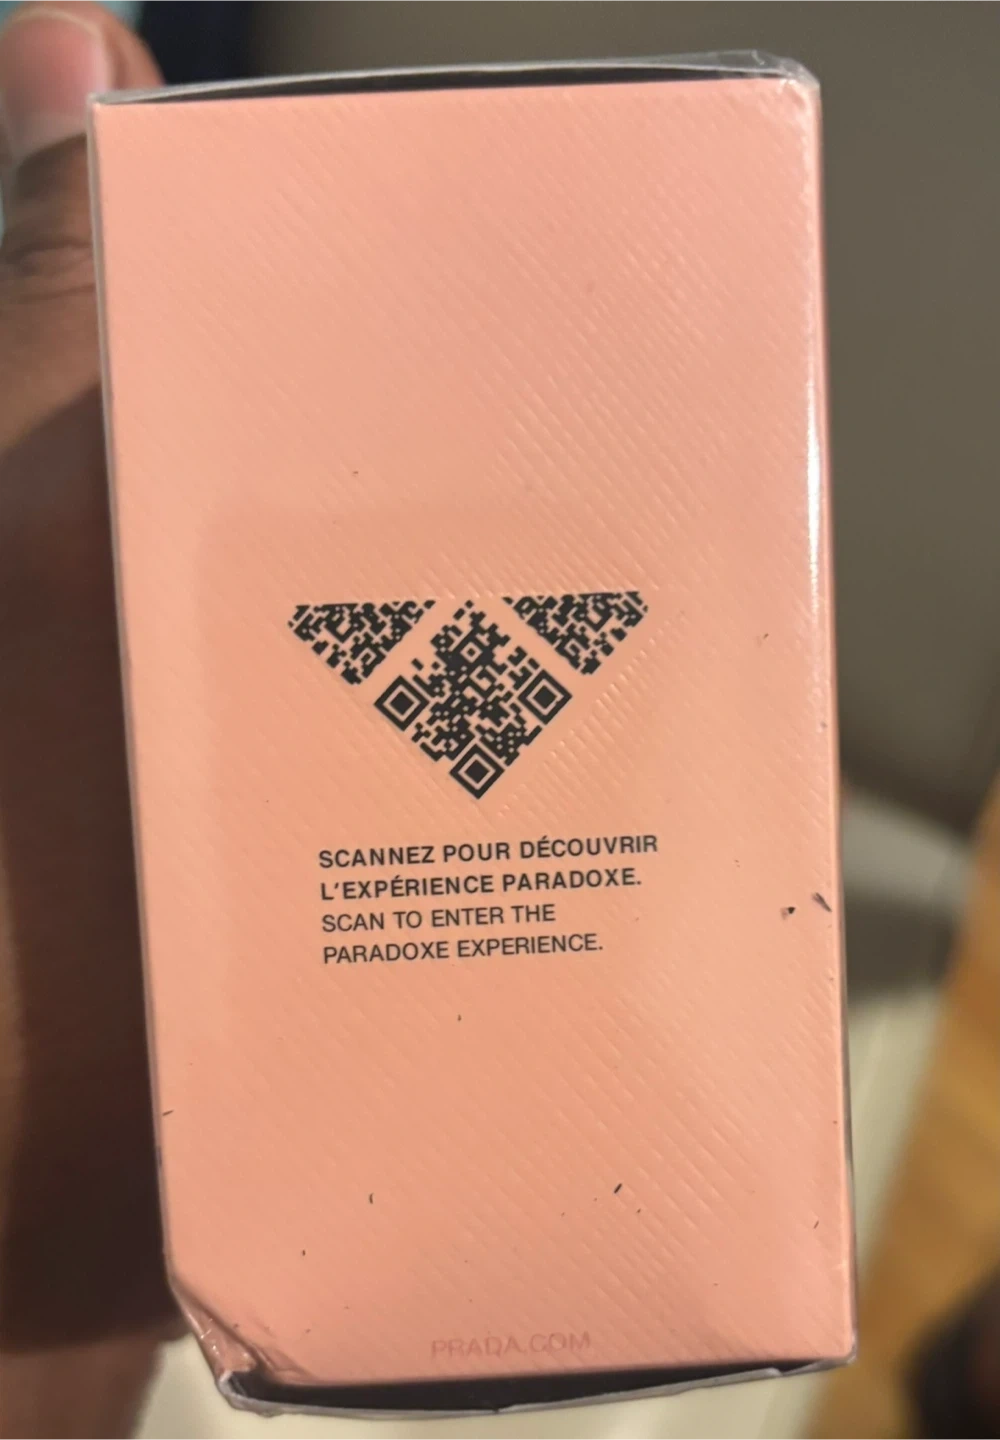 SCANNEZ POUR DÉCOUVRIR
L'EXPÉRIENCE PARADOXE.
SCAN TO ENTER THE
PARADOXE EXPERIENCE.
PRADA.COM